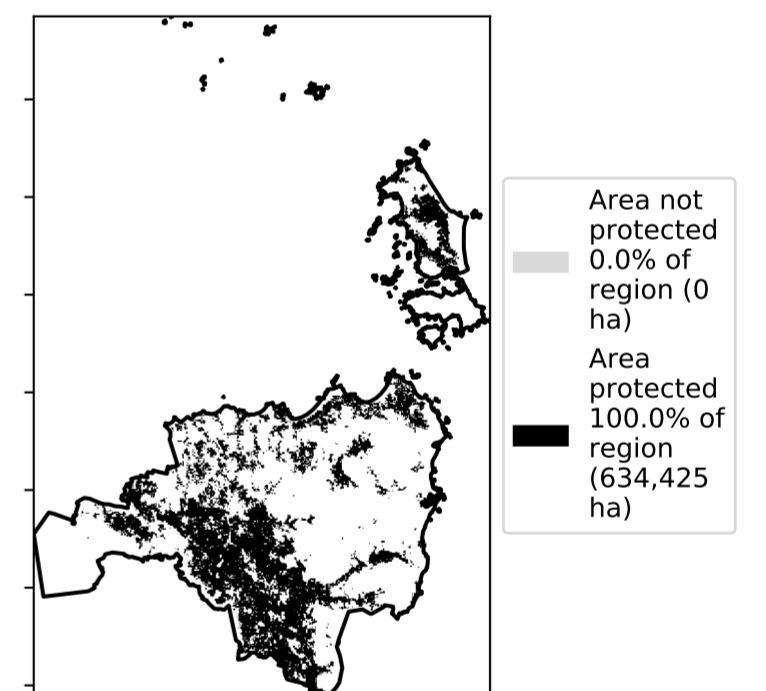 Area not
protected
0.0% of
region (0
ha)
Area
protected
100.0% of
region
(634,425
ha)